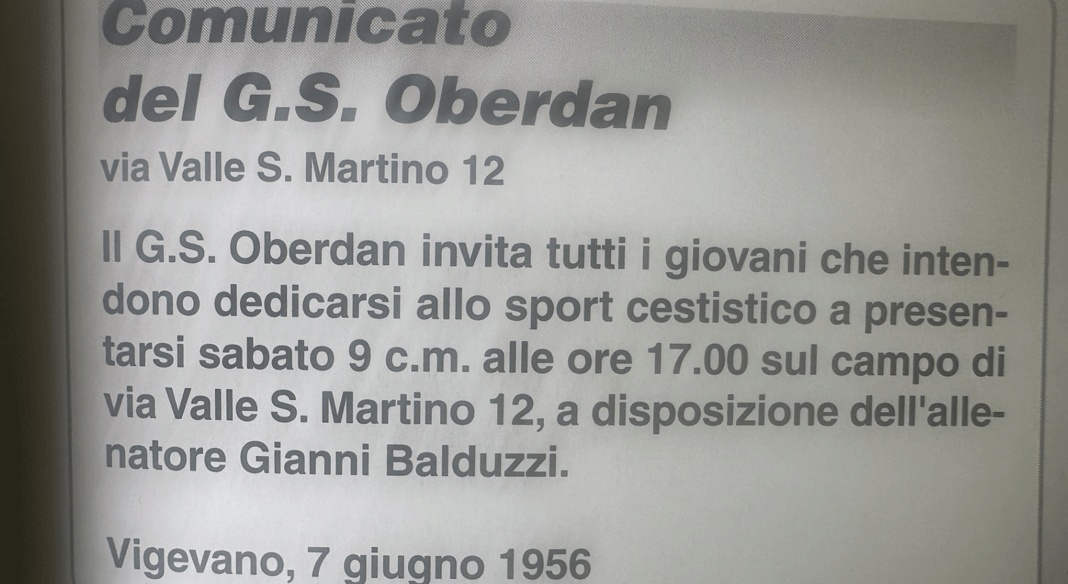 Comunicato
del G.S. Oberdan
via Valle S. Martino 12
Il G.S. Oberdan invita tutti i giovani che inten-
dono dedicarsi allo sport cestistico a presen-
tarsi sabato 9 c.m. alle ore 17.00 sul campo di
via Valle S. Martino 12, a disposizione dell'alle-
natore Gianni Balduzzi.
Vigevano, 7 giugno 1956